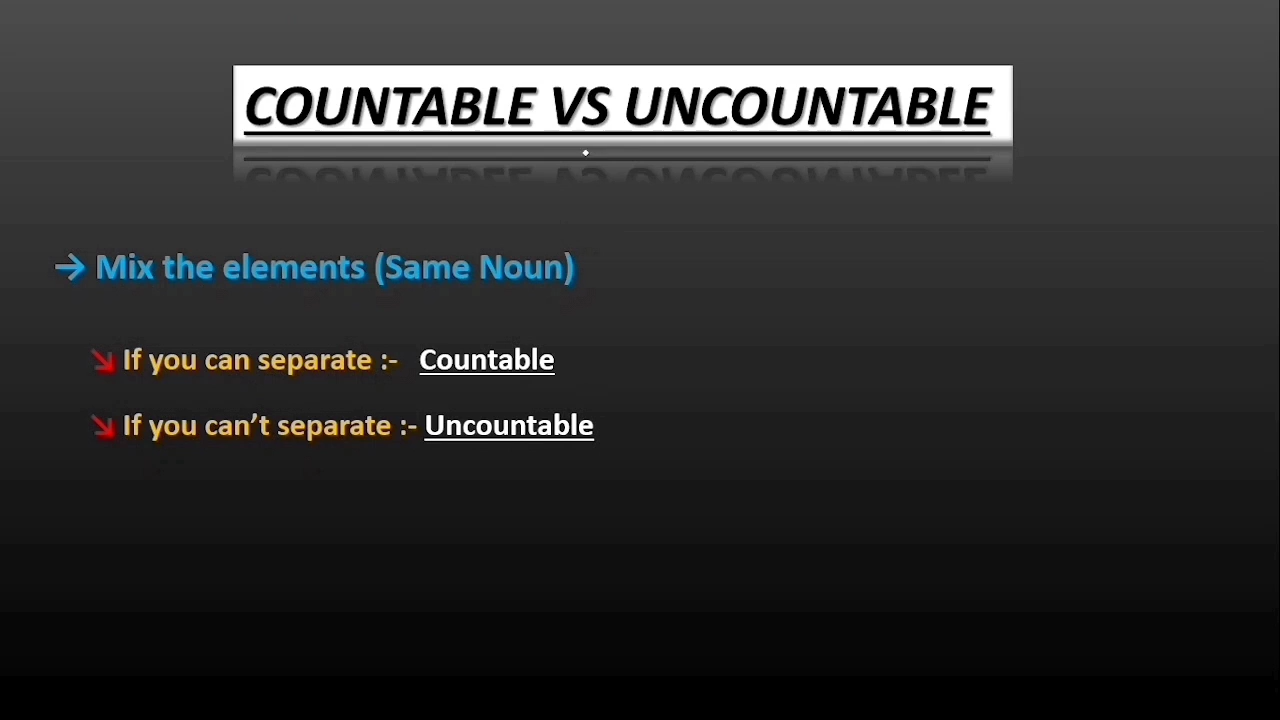 COUNTABLE VS UNCOUNTABLE
→ Mix the elements (Same Noun)
↘ If you can separate :- Countable
↘ If you can’t separate :- Uncountable